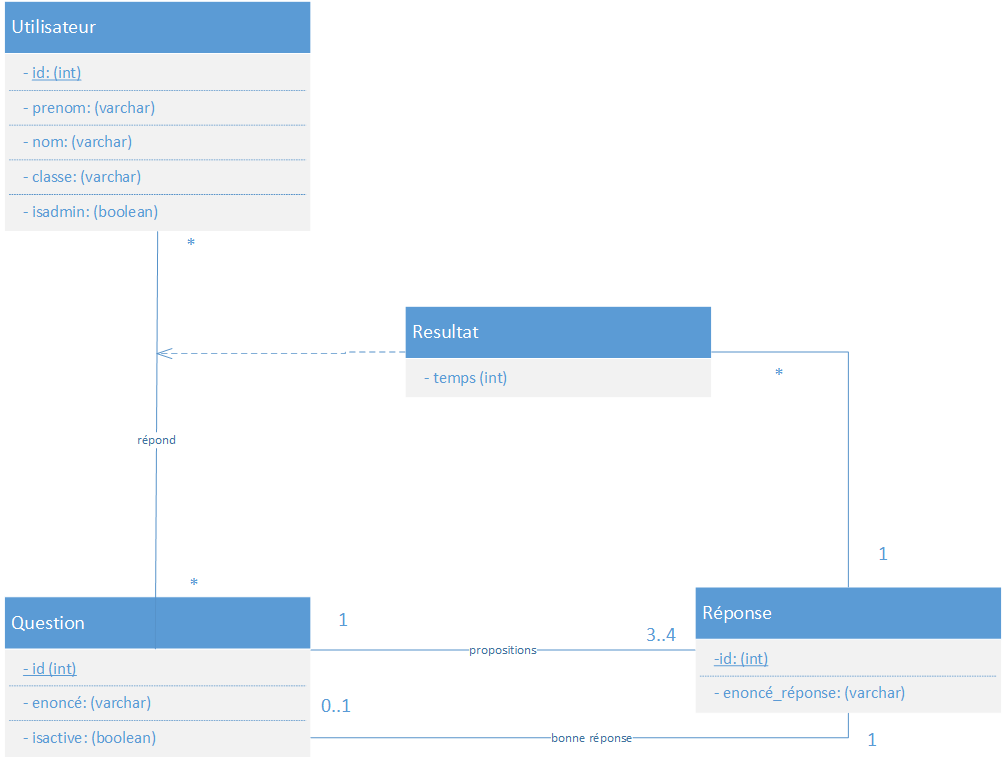 Utilisateur
- id: (int)
- prenom: (varchar)
- nom: (varchar)
- classe: (varchar)
- isadmin: (boolean)
*
Resultat
- temps (int)
*
répond
1
*
Question
- id (int)
- enoncé: (varchar)
- isactive: (boolean)
1
3..4
propositions
0..1
bonne réponse
1
Réponse
-id: (int)
- enoncé_réponse: (varchar)